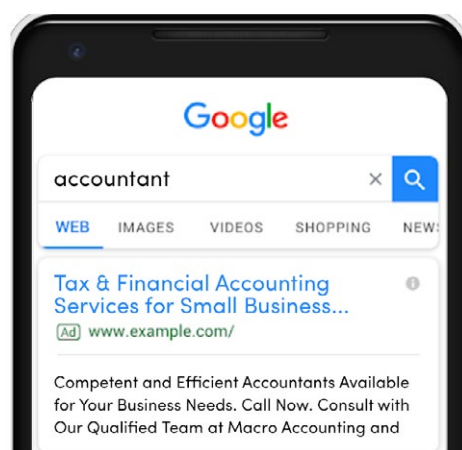 Google
accountant
WEB IMAGES VIDEOS SHOPPING NEWS
Tax & Financial Accounting
Services for Small Business...
Ad www.example.com/
Competent and Efficient Accountants Available
for Your Business Needs. Call Now. Consult with
Our Qualified Team at Macro Accounting and